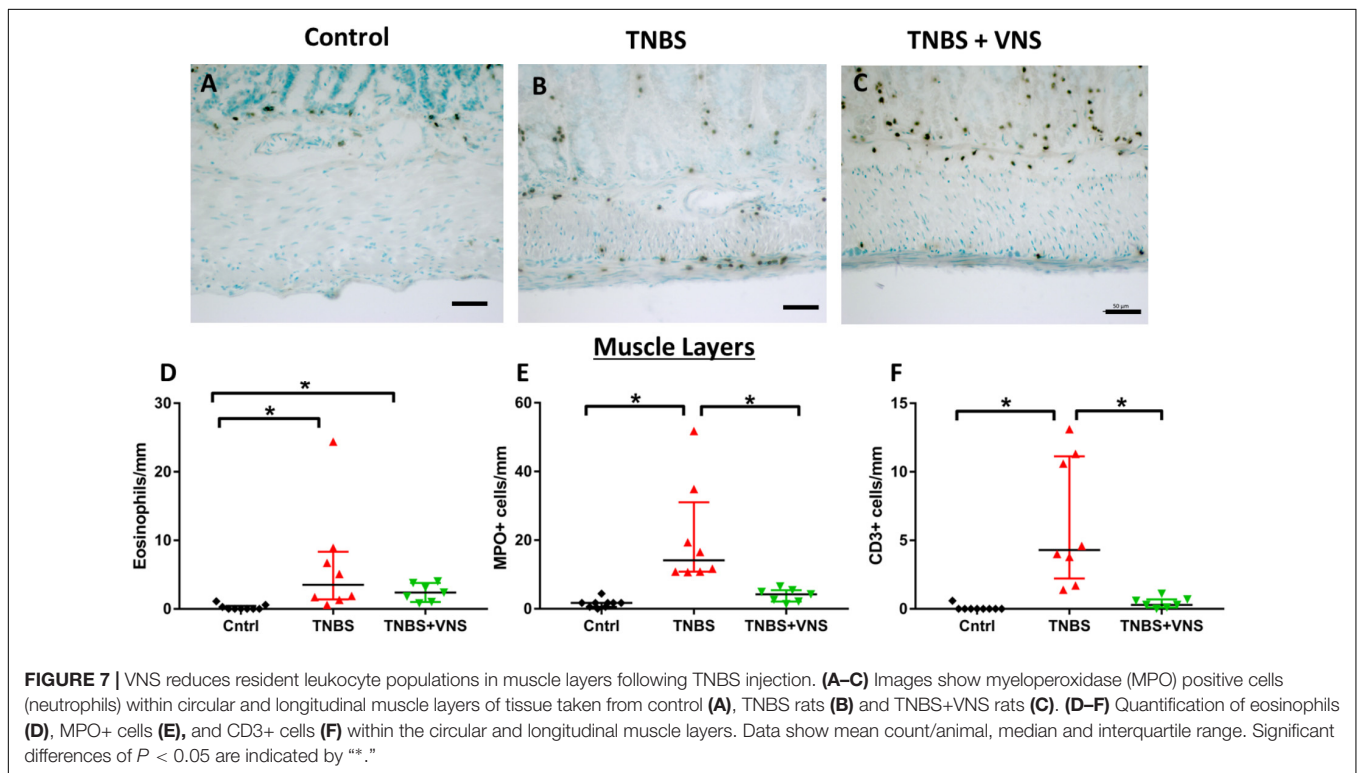 Control TNBS TNBS + VNS
A B C
50 μm
Muscle Layers
D E F
* * * * * *
30
20
10
0
Eosinophils/mm
Cntrl TNBS TNBS+VNS
60
40
20
0
MPO+ cells/mm
Cntrl TNBS TNBS+VNS
15
10
5
0
CD3+ cells/mm
Cntrl TNBS TNBS+VNS
FIGURE 7 | VNS reduces resident leukocyte populations in muscle layers following TNBS injection. (A–C) Images show myeloperoxidase (MPO) positive cells
(neutrophils) within circular and longitudinal muscle layers of tissue taken from control (A), TNBS rats (B) and TNBS+VNS rats (C). (D–F) Quantification of eosinophils
(D), MPO+ cells (E), and CD3+ cells (F) within the circular and longitudinal muscle layers. Data show mean count/animal, median and interquartile range. Significant
differences of P < 0.05 are indicated by “*.”